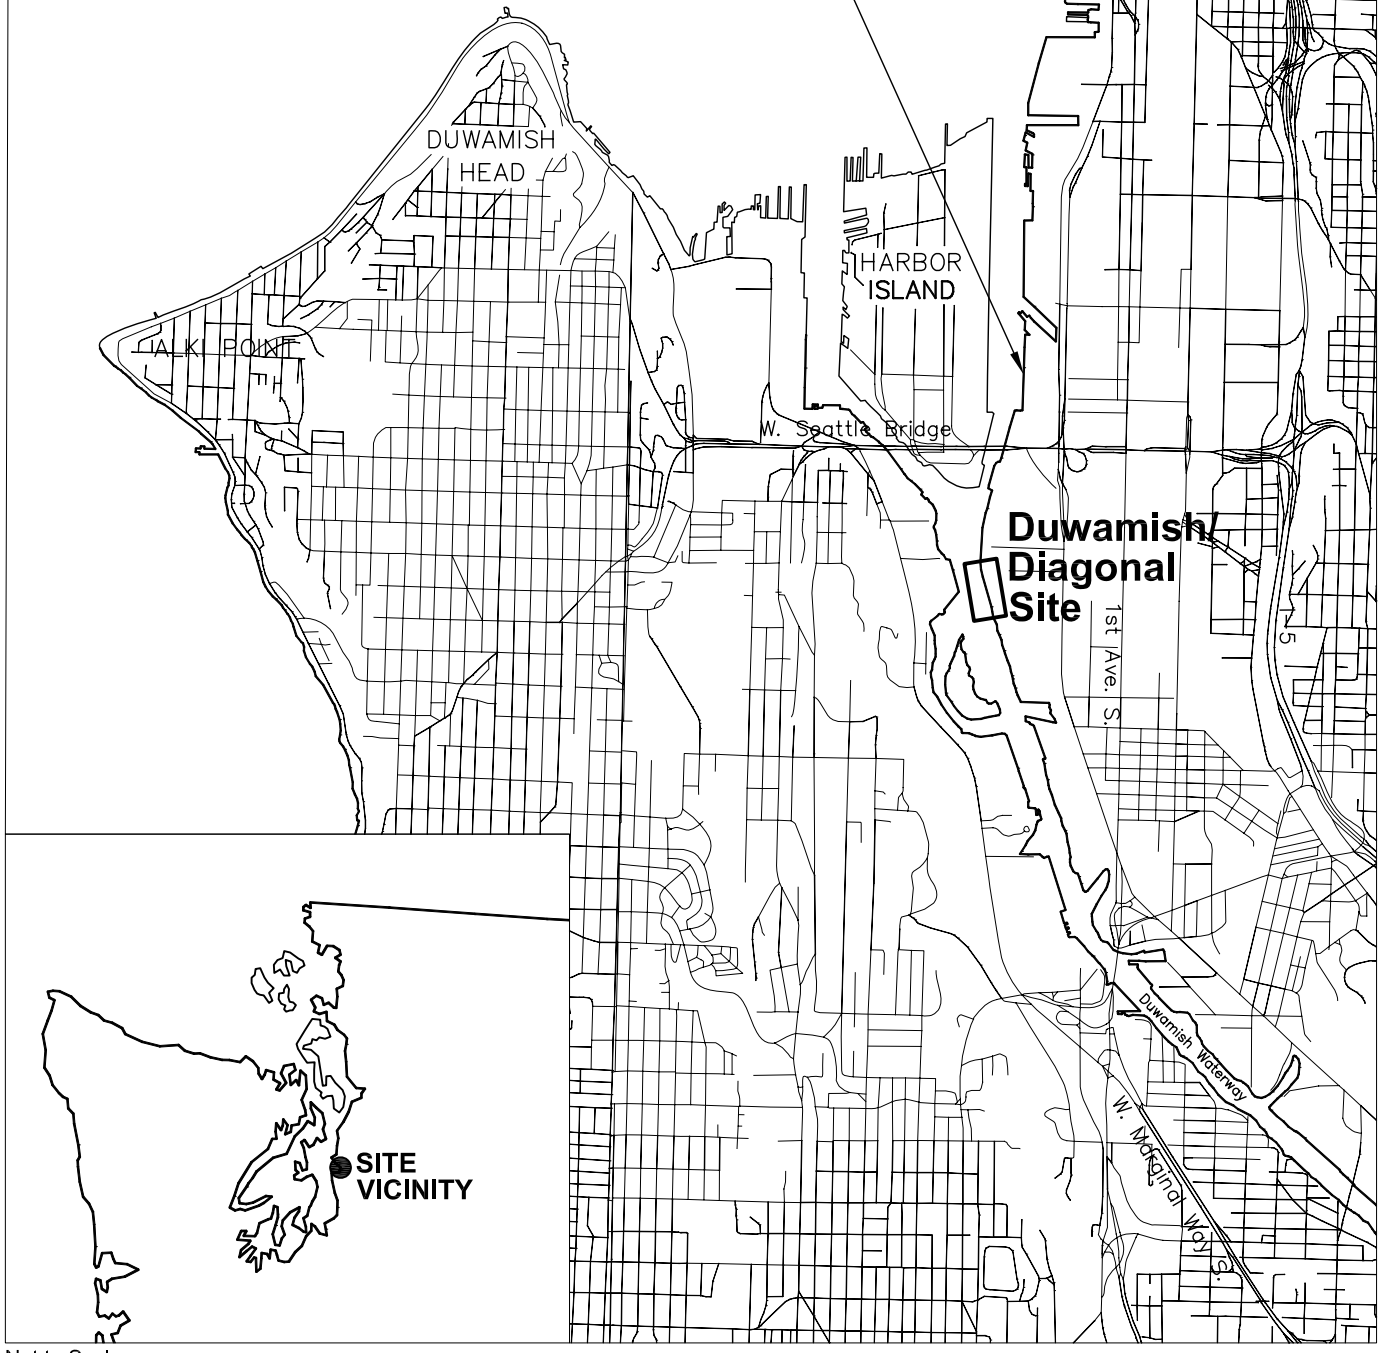 DUWAMISH
HEAD
HARBOR
ISLAND
ALKI POINT
W. Seattle Bridge
Duwamish/
Diagonal
Site
1st Ave. S.
I-5
Duwamish Waterway
W. Marginal Way S.
SITE
VICINITY